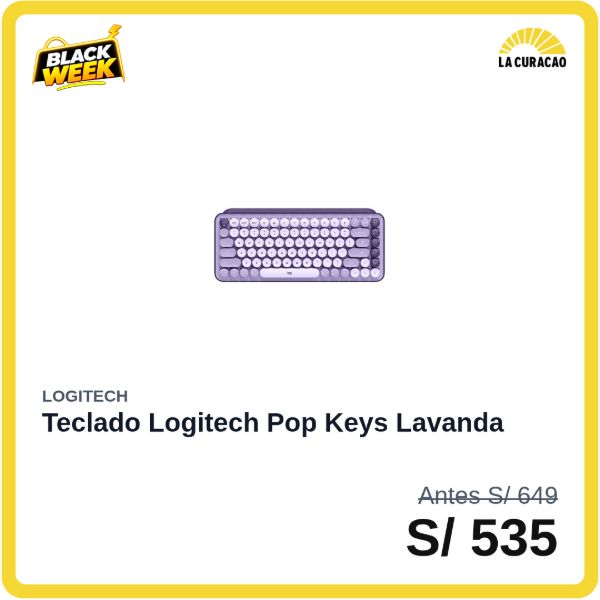 BLACK
WEEK
LA CURACAO
LOGITECH
Teclado Logitech Pop Keys Lavanda
Antes S/ 649
S/ 535